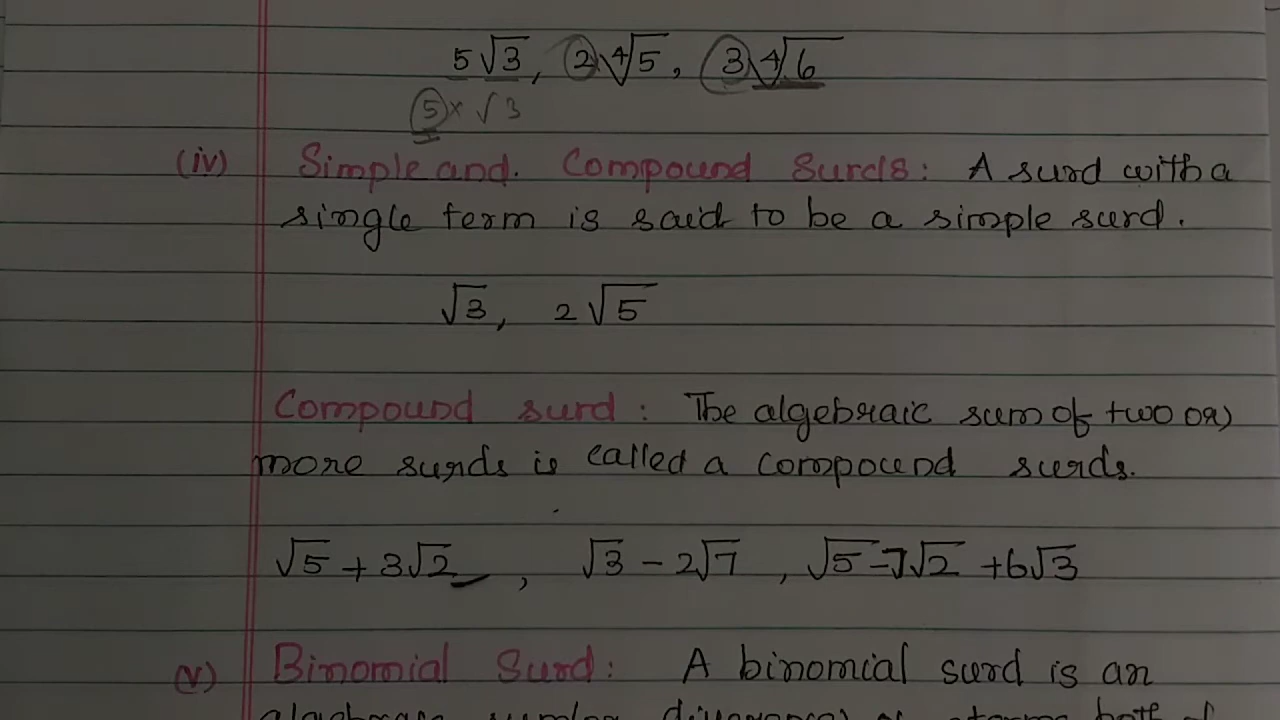 5√3, 2∜5, 3∜6
5 × √3
(iv) Simple and. Compound Surds: A surd with a
single term is said to be a simple surd.
√3, 2√5
Compound surd: The algebraic sum of two or)
more surds is called a compound surds.
√5 + 3√2, √3 - 2√7, √5 - 7√2 + 6√3
(v) Binomial Surd: A binomial surd is an